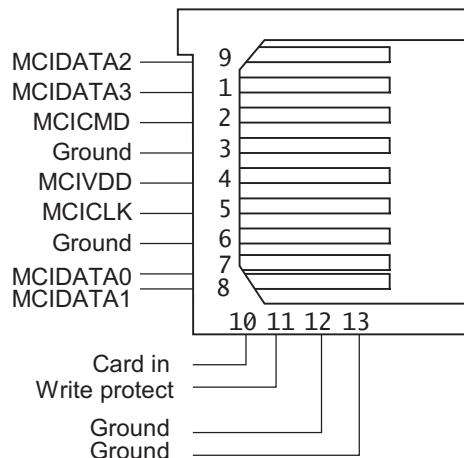 MCIDATA2 9
MCIDATA3 1
MCICMD 2
Ground 3
MCIVDD 4
MCICLK 5
Ground 6
MCIDATA0 7
MCIDATA1 8
10 11 12 13
Card in
Write protect
Ground
Ground